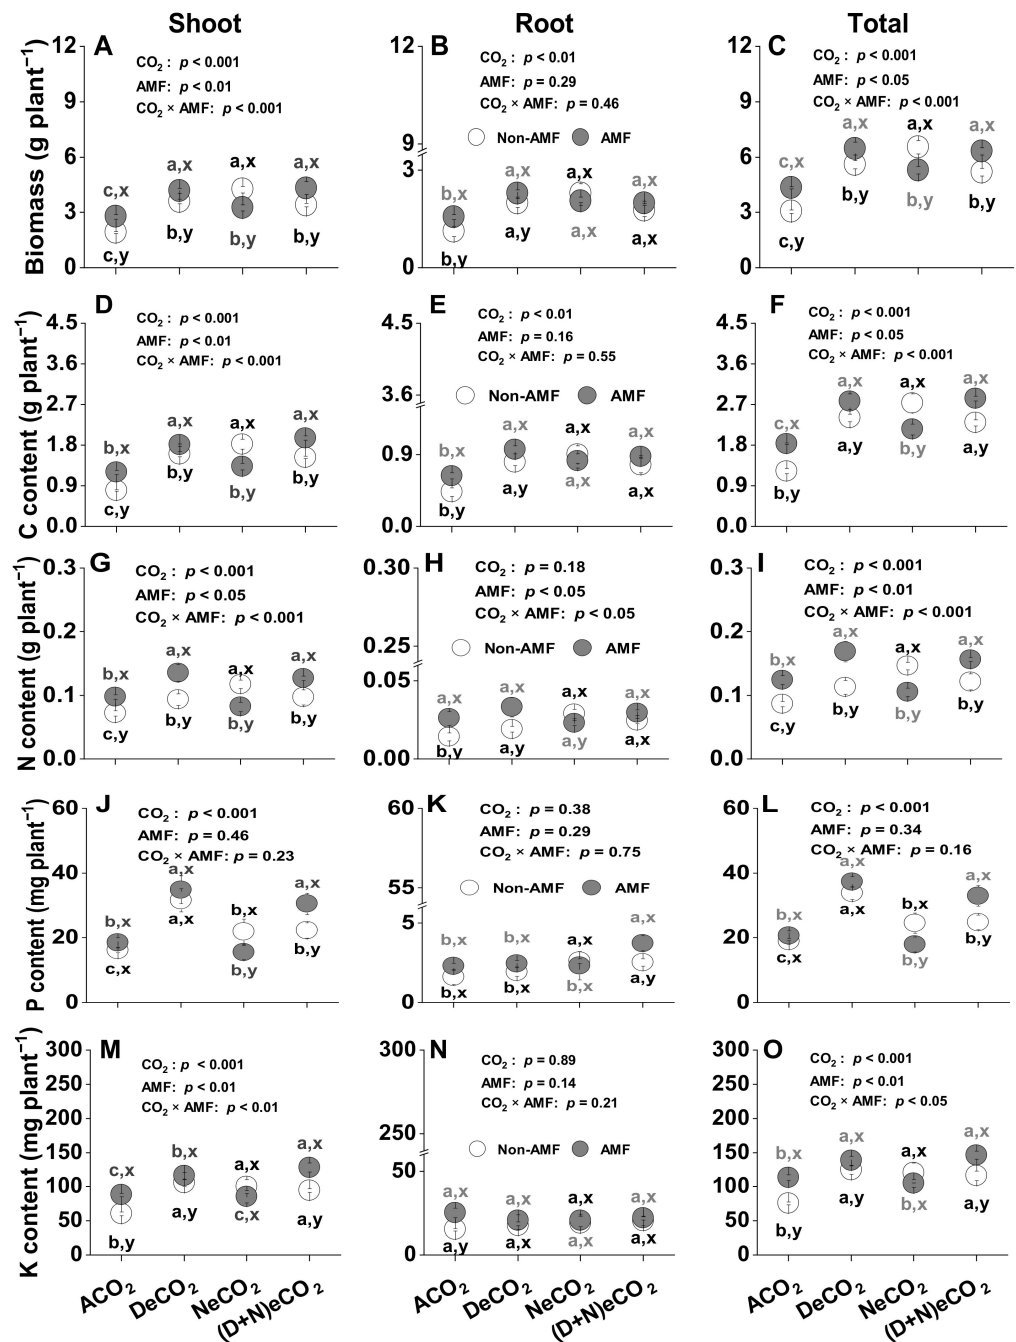 Shoot Root Total
Biomass (g plant⁻¹)
A
CO₂ : p < 0.001
AMF: p < 0.01
CO₂ × AMF: p < 0.001
12
9
6
3
0
c,x a,x a,x a,x
c,y b,y b,y b,y
B
CO₂ : p < 0.01
AMF: p = 0.29
CO₂ × AMF: p = 0.46
Non-AMF AMF
12
9
3
0
b,x a,x a,x a,x
b,y a,y a,x a,x
C
CO₂ : p < 0.001
AMF: p < 0.05
CO₂ × AMF: p < 0.001
12
9
6
3
0
c,x a,x a,x a,x
c,y b,y b,y b,y
C content (g plant⁻¹)
D
CO₂ : p < 0.001
AMF: p < 0.01
CO₂ × AMF: p < 0.001
4.5
3.6
2.7
1.8
0.9
0.0
b,x a,x a,x a,x
c,y b,y b,y b,y
E
CO₂ : p < 0.01
AMF: p = 0.16
CO₂ × AMF: p = 0.55
Non-AMF AMF
4.5
3.6
0.9
0.0
b,x a,x a,x a,x
b,y a,y a,x a,x
F
CO₂ : p < 0.001
AMF: p < 0.05
CO₂ × AMF: p < 0.001
4.5
3.6
2.7
1.8
0.9
0.0
c,x a,x a,x a,x
b,y a,y b,y a,y
N content (g plant⁻¹)
G
CO₂ : p < 0.001
AMF: p < 0.05
CO₂ × AMF: p < 0.001
0.3
0.2
0.1
0.0
b,x a,x a,x a,x
c,y b,y b,y b,y
H
CO₂ : p = 0.18
AMF: p < 0.05
CO₂ × AMF: p < 0.05
Non-AMF AMF
0.30
0.25
0.05
0.00
a,x a,x a,x a,x
b,y a,y a,y a,x
I
CO₂ : p < 0.001
AMF: p < 0.01
CO₂ × AMF: p < 0.001
0.3
0.2
0.1
0.0
b,x a,x a,x a,x
c,y b,y b,y b,y
P content (mg plant⁻¹)
J
CO₂ : p < 0.001
AMF: p = 0.46
CO₂ × AMF: p = 0.23
60
40
20
0
b,x a,x b,x a,x
c,x a,x b,y b,y
K
CO₂ : p = 0.38
AMF: p = 0.29
CO₂ × AMF: p = 0.75
Non-AMF AMF
60
55
5
0
b,x b,x a,x a,x
b,x b,x b,x a,y
L
CO₂ : p < 0.001
AMF: p = 0.34
CO₂ × AMF: p = 0.16
60
40
20
0
b,x a,x b,x a,x
c,x a,x b,y b,y
K content (mg plant⁻¹)
M
CO₂ : p < 0.001
AMF: p < 0.01
CO₂ × AMF: p < 0.01
300
250
200
150
100
50
0
c,x b,x a,x a,x
b,y a,y c,x a,y
N
CO₂ : p = 0.89
AMF: p = 0.14
CO₂ × AMF: p = 0.21
Non-AMF AMF
300
250
50
0
a,x a,x a,x a,x
a,y a,x a,x a,x
O
CO₂ : p < 0.001
AMF: p < 0.01
CO₂ × AMF: p < 0.05
300
250
200
150
100
50
0
b,x a,x a,x a,x
b,y a,y b,x a,y
ACO₂ DeCO₂ NeCO₂ (D+N)eCO₂
ACO₂ DeCO₂ NeCO₂ (D+N)eCO₂
ACO₂ DeCO₂ NeCO₂ (D+N)eCO₂